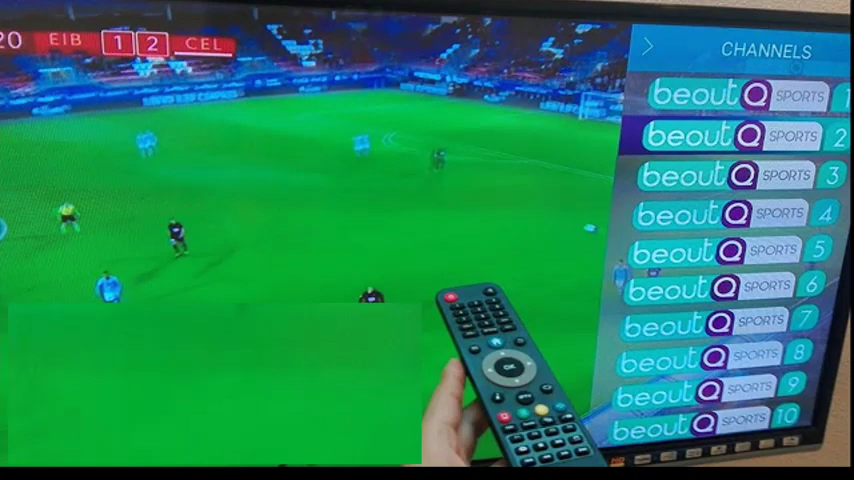 20 EIB 1 2 CEL
CHANNELS
beoutQ SPORTS 1
beoutQ SPORTS 2
beoutQ SPORTS 3
beoutQ SPORTS 4
beoutQ SPORTS 5
beoutQ SPORTS 6
beoutQ SPORTS 7
beoutQ SPORTS 8
beoutQ SPORTS 9
beoutQ SPORTS 10
OK